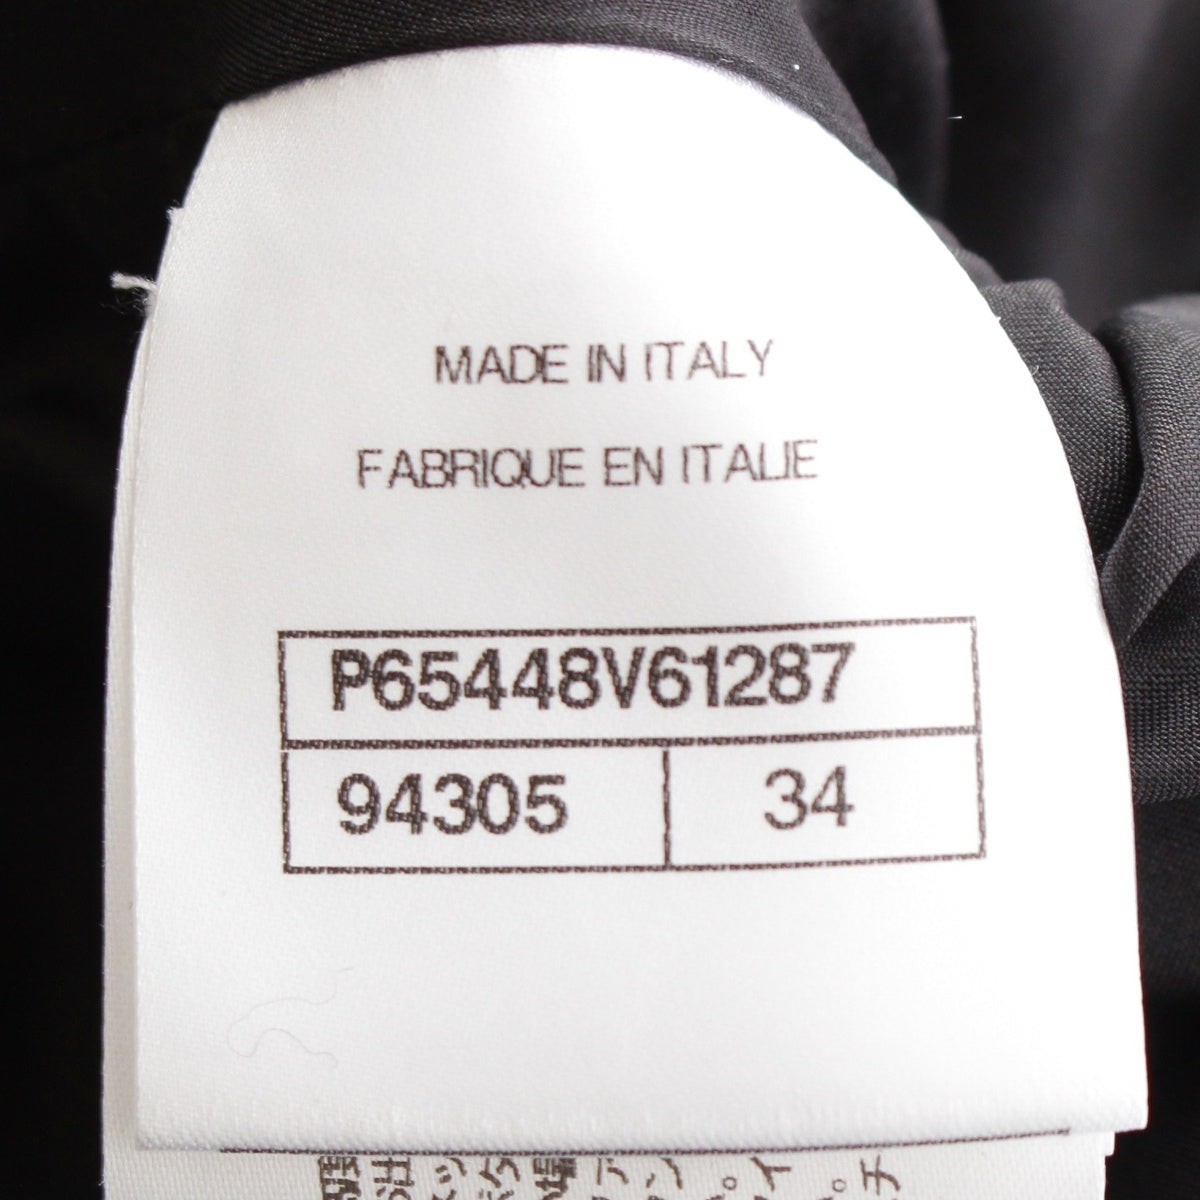 MADE IN ITALY
FABRIQUE EN ITALIE
P65448V61287
94305 34